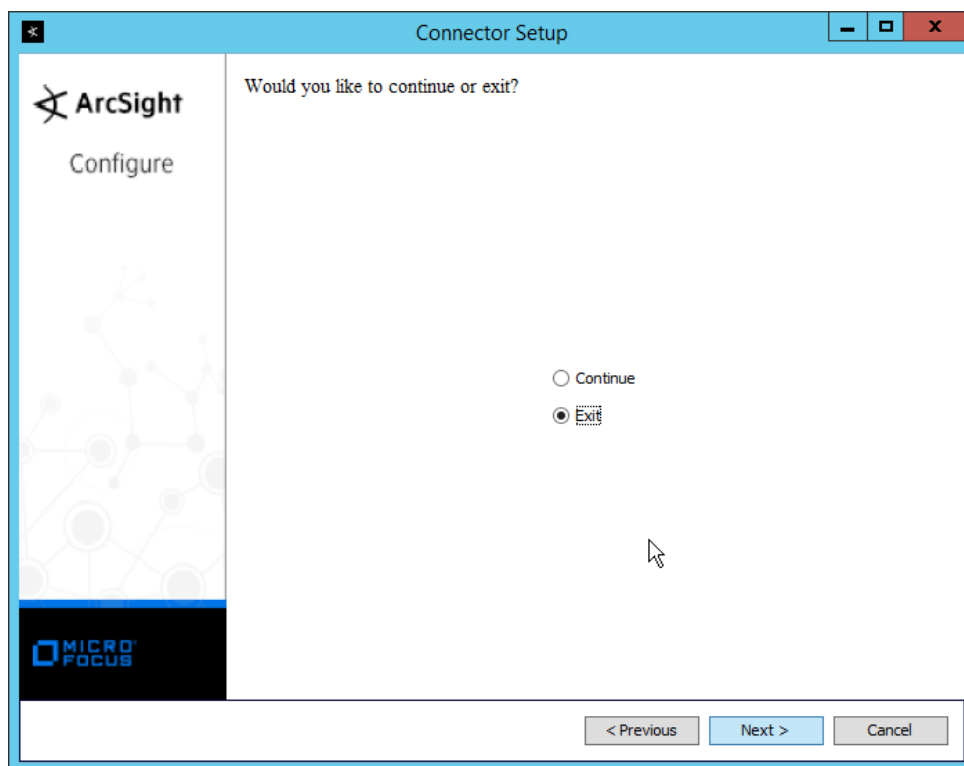 Connector Setup
X
ArcSight
Configure
Would you like to continue or exit?
Continue
Exit
MICRO
FOCUS
< Previous
Next >
Cancel